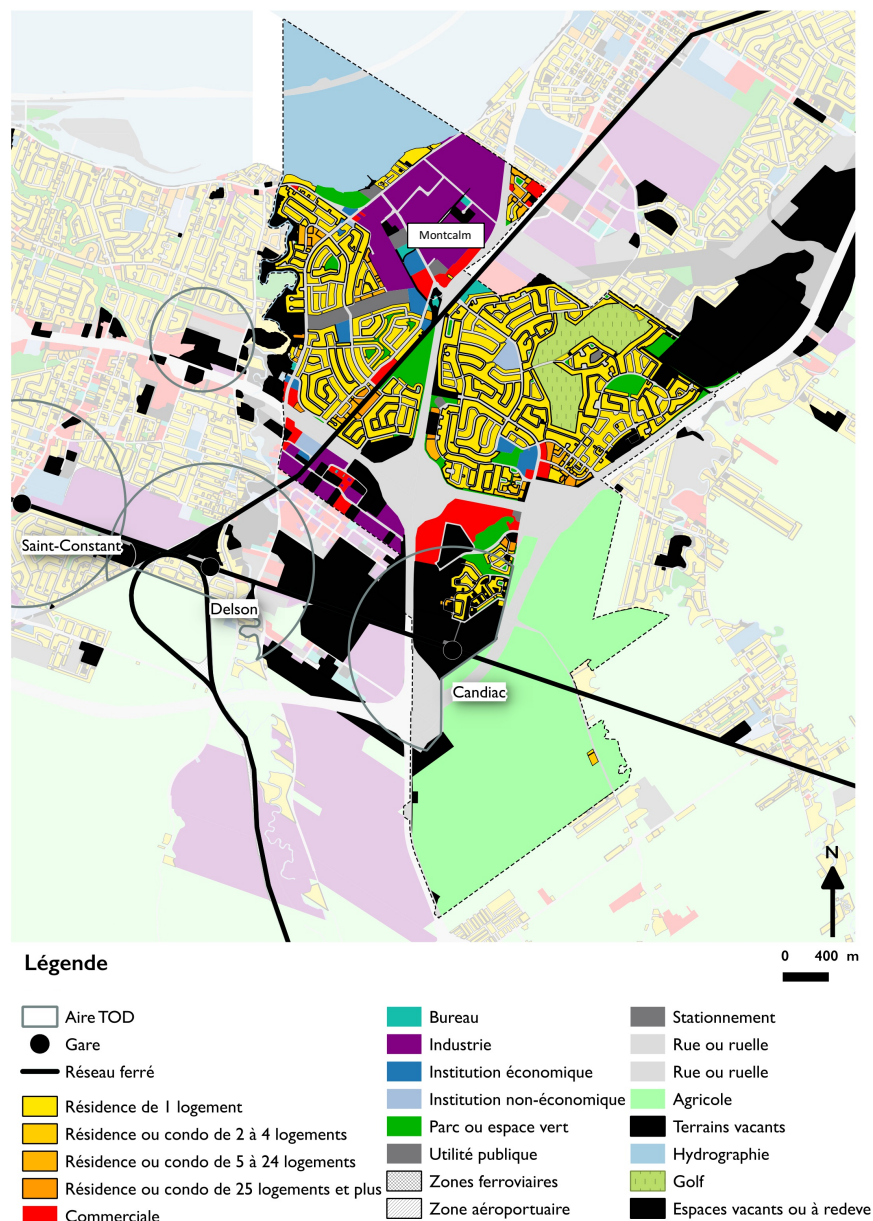 Montcalm
Saint-Constant
Delson
Candiac
N
0 400 m
Légende
Aire TOD
Gare
Réseau ferré
Résidence de 1 logement
Résidence ou condo de 2 à 4 logements
Résidence ou condo de 5 à 24 logements
Résidence ou condo de 25 logements et plus
Commerciale
Bureau
Industrie
Institution économique
Institution non-économique
Parc ou espace vert
Utilité publique
Zones ferroviaires
Zone aéroportuaire
Stationnement
Rue ou ruelle
Rue ou ruelle
Agricole
Terrains vacants
Hydrographie
Golf
Espaces vacants ou à redeve